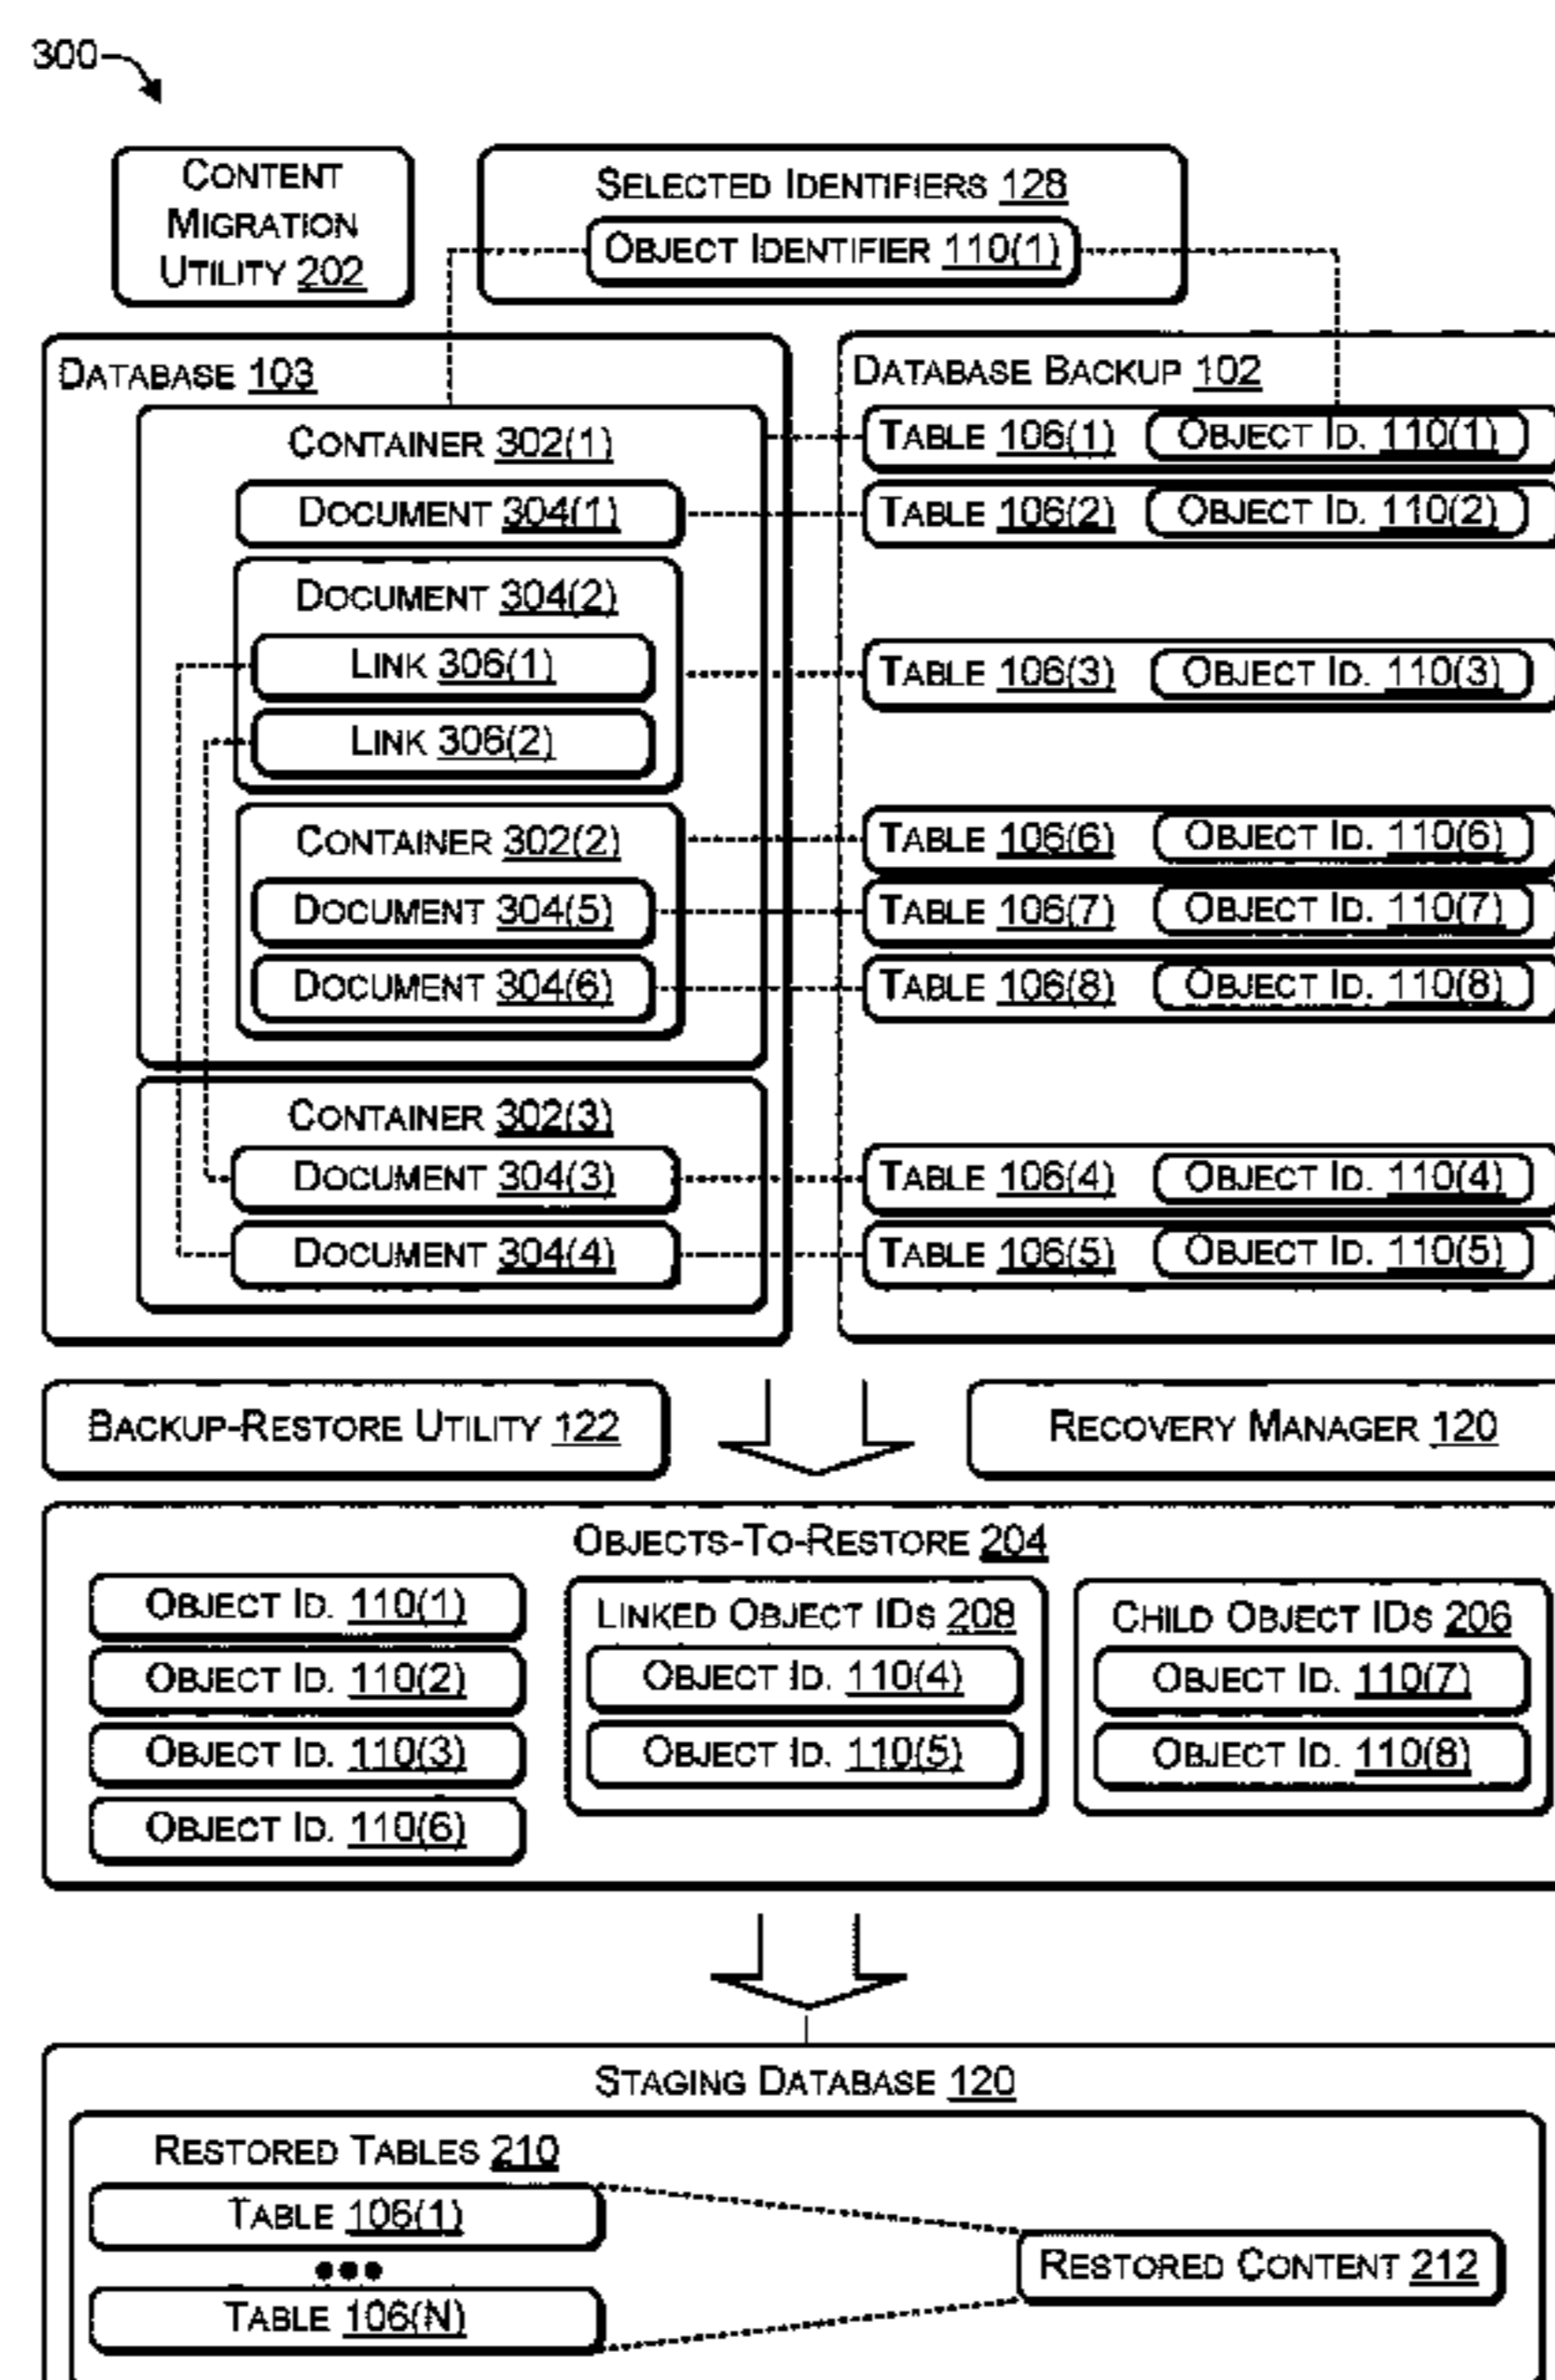 300
CONTENT
MIGRATION
UTILITY 202
SELECTED IDENTIFIERS 128
OBJECT IDENTIFIER 110(1)
DATABASE 103
CONTAINER 302(1)
DOCUMENT 304(1)
DOCUMENT 304(2)
LINK 306(1)
LINK 306(2)
CONTAINER 302(2)
DOCUMENT 304(5)
DOCUMENT 304(6)
CONTAINER 302(3)
DOCUMENT 304(3)
DOCUMENT 304(4)
DATABASE BACKUP 102
TABLE 106(1) OBJECT ID. 110(1)
TABLE 106(2) OBJECT ID. 110(2)
TABLE 106(3) OBJECT ID. 110(3)
TABLE 106(6) OBJECT ID. 110(6)
TABLE 106(7) OBJECT ID. 110(7)
TABLE 106(8) OBJECT ID. 110(8)
TABLE 106(4) OBJECT ID. 110(4)
TABLE 106(5) OBJECT ID. 110(5)
BACKUP-RESTORE UTILITY 122
RECOVERY MANAGER 120
OBJECTS-TO-RESTORE 204
OBJECT ID. 110(1)
OBJECT ID. 110(2)
OBJECT ID. 110(3)
OBJECT ID. 110(6)
LINKED OBJECT IDS 208
OBJECT ID. 110(4)
OBJECT ID. 110(5)
CHILD OBJECT IDS 206
OBJECT ID. 110(7)
OBJECT ID. 110(8)
STAGING DATABASE 120
RESTORED TABLES 210
TABLE 106(1)
•••
TABLE 106(N)
RESTORED CONTENT 212